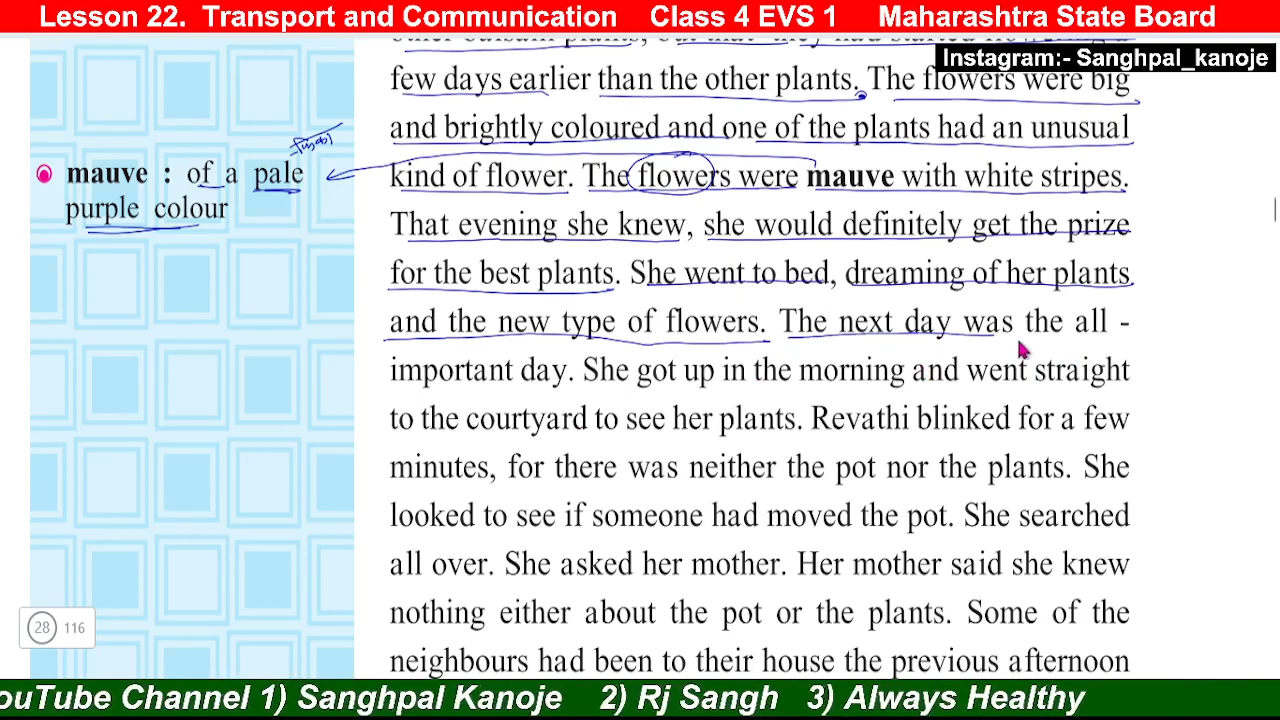 Lesson 22. Transport and Communication Class 4 EVS 1 Maharashtra State Board
Instagram:- Sanghpal_kanoje
other balsam plants, but that they had started flowering a
few days earlier than the other plants. The flowers were big
and brightly coloured and one of the plants had an unusual
kind of flower. The flowers were mauve with white stripes.
That evening she knew, she would definitely get the prize
for the best plants. She went to bed, dreaming of her plants
and the new type of flowers. The next day was the all -
important day. She got up in the morning and went straight
to the courtyard to see her plants. Revathi blinked for a few
minutes, for there was neither the pot nor the plants. She
looked to see if someone had moved the pot. She searched
all over. She asked her mother. Her mother said she knew
nothing either about the pot or the plants. Some of the
neighbours had been to their house the previous afternoon
mauve : of a pale
purple colour
28 116
ouTube Channel 1) Sanghpal Kanoje 2) Rj Sangh 3) Always Healthy